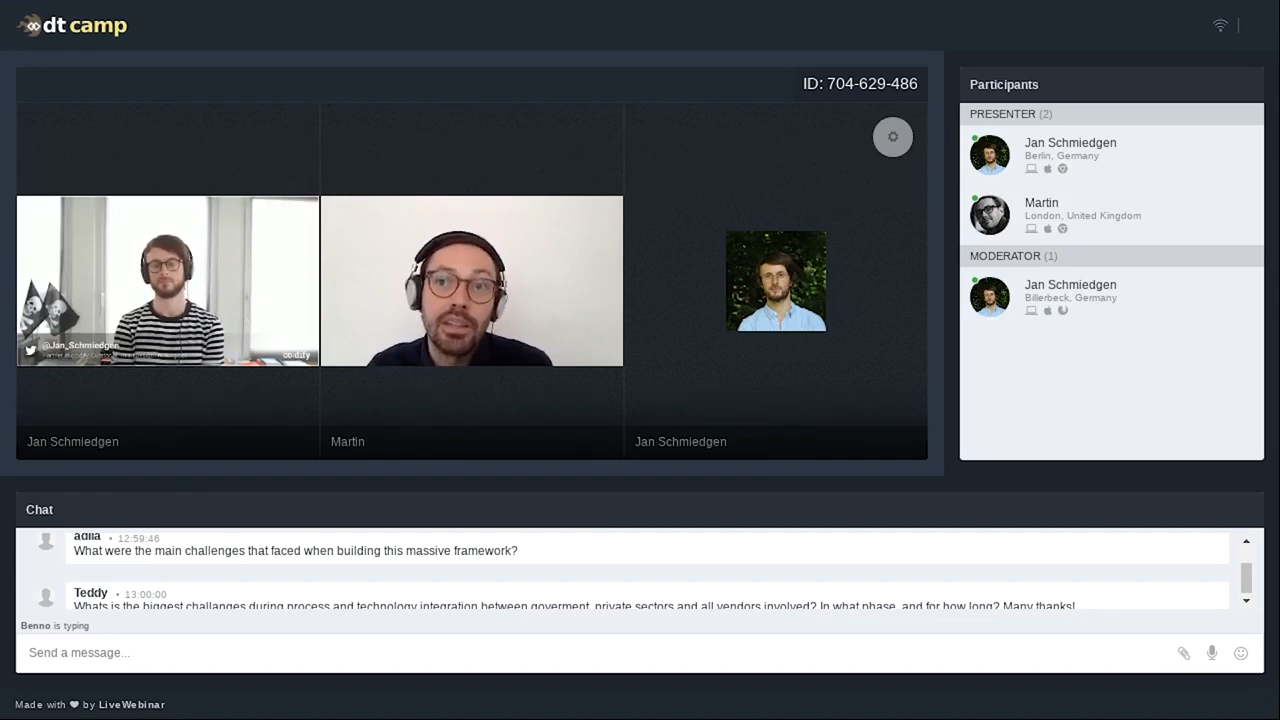 dt camp
ID: 704-629-486
@Jan_Schmiedgen
co:dify
Jan Schmiedgen
Martin
Jan Schmiedgen
Participants
PRESENTER (2)
Jan Schmiedgen
Berlin, Germany
Martin
London, United Kingdom
MODERATOR (1)
Jan Schmiedgen
Billerbeck, Germany
Chat
adila • 12:59:46
What were the main challenges that faced when building this massive framework?
Teddy • 13:00:00
Whats is the biggest challanges during process and technology integration between goverment, private sectors and all vendors involved? In what phase, and for how long? Many thanks!
Benno is typing
Send a message...
Made with ❤ by LiveWebinar